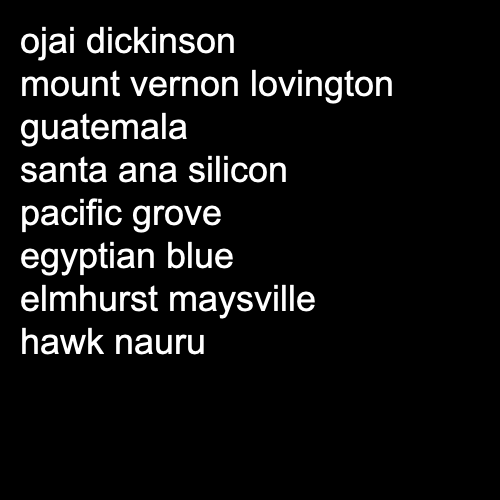 ojai dickinson
mount vernon lovington
guatemala
santa ana silicon
pacific grove
egyptian blue
elmhurst maysville
hawk nauru